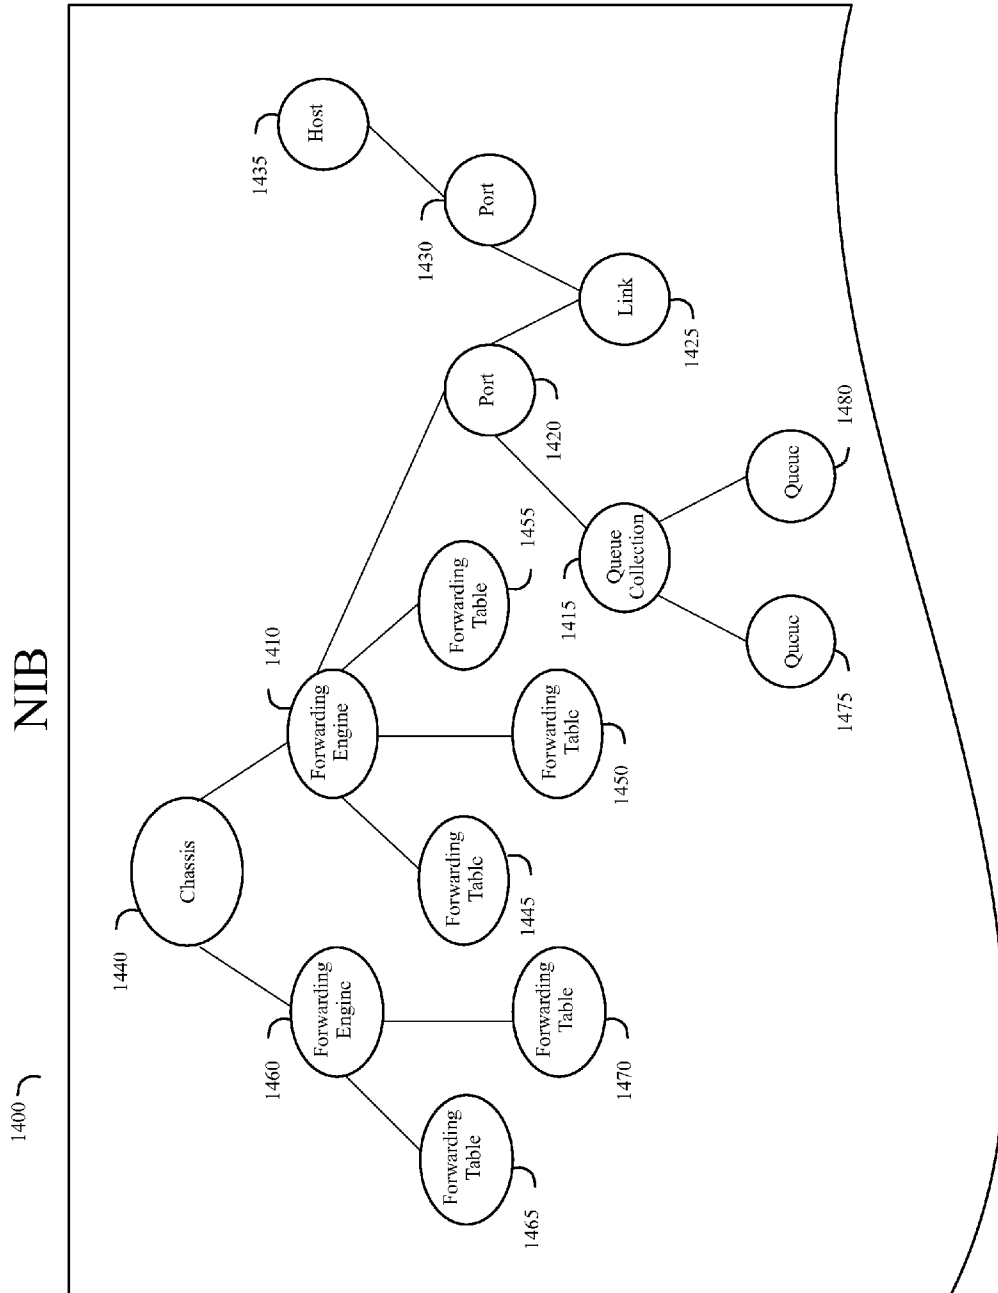 NIB
1400
1440
Chassis
1435
Host
1460
Forwarding
Engine
1410
Forwarding
Engine
1430
Port
Forwarding
Table
1465
Forwarding
Table
1445
Forwarding
Table
1455
Port
1420
Forwarding
Table
1470
Forwarding
Table
1450
1415
Queue
Collection
Link
1425
Queue
1475
Queue
1480